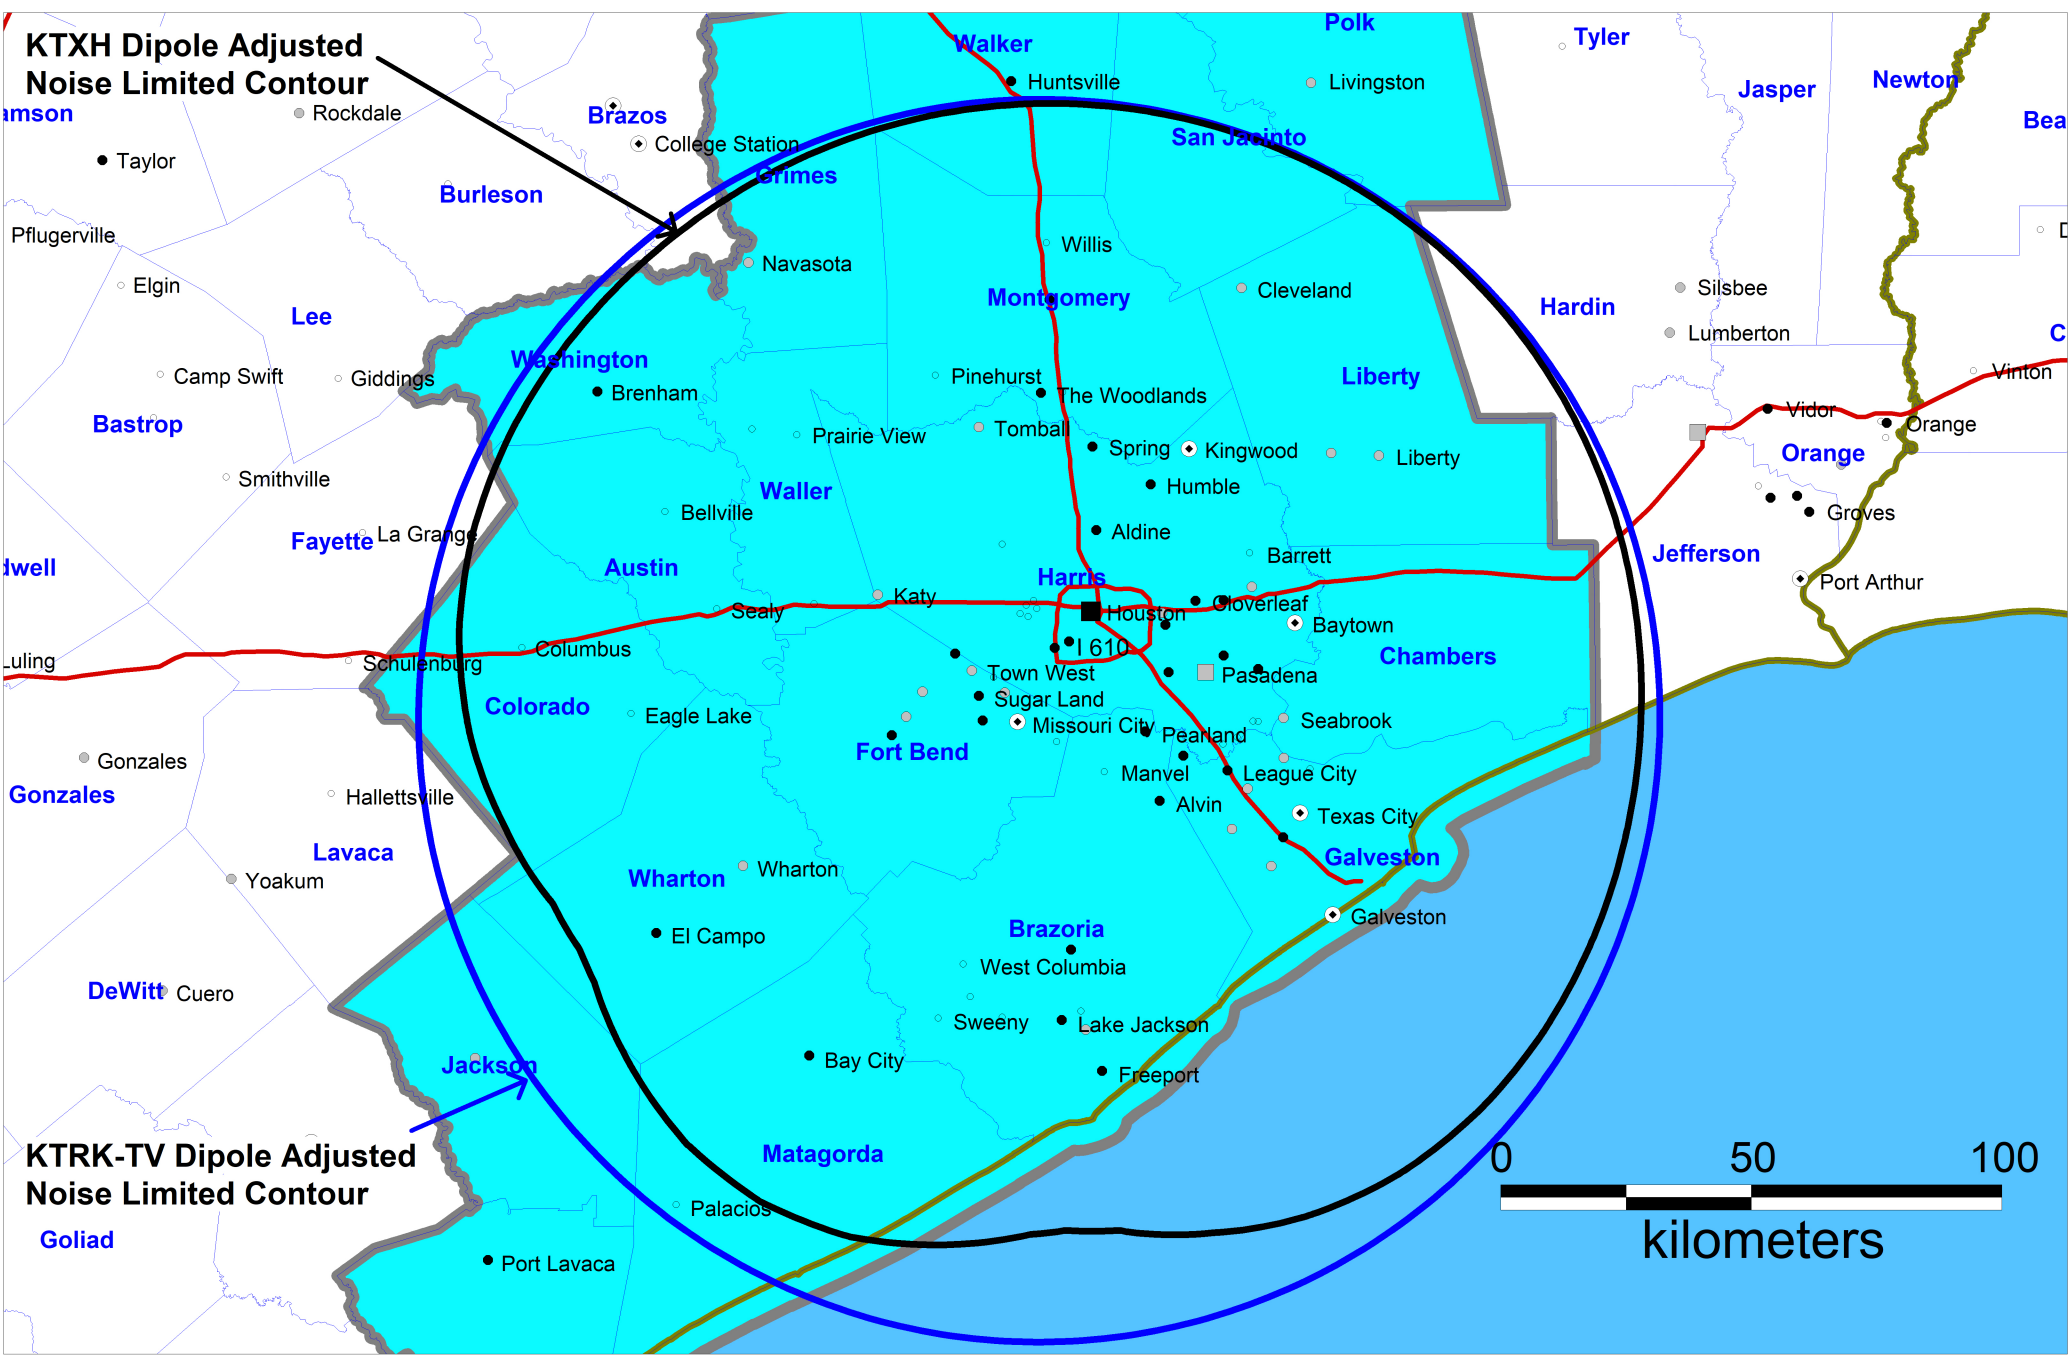 KTXH Dipole Adjusted
Noise Limited Contour
Walker
Polk
Tyler
Huntsville
Livingston
Jasper
Newton
amson
Rockdale
Brazos
Bea
College Station
San Jacinto
Taylor
Grimes
Burleson
Pflugerville
Willis
Navasota
Elgin
Cleveland
Silsbee
Montgomery
Hardin
Lee
Lumberton
C
Washington
Camp Swift
Giddings
Pinehurst
Liberty
Vinton
Brenham
The Woodlands
Vidor
Bastrop
Prairie View
Tomball
Orange
Spring
Kingwood
Liberty
Orange
Smithville
Waller
Humble
Bellville
Groves
La Grange
Fayette
Aldine
Barrett
Jefferson
dwell
Austin
Harris
Port Arthur
Katy
Cloverleaf
Sealy
Houston
Baytown
I 610
Columbus
Luling
Schulenburg
Chambers
Town West
Pasadena
Sugar Land
Colorado
Eagle Lake
Missouri City
Seabrook
Pearland
Fort Bend
Gonzales
Manvel
League City
Gonzales
Hallettsville
Alvin
Texas City
Lavaca
Galveston
Wharton
Wharton
Yoakum
Galveston
Brazoria
El Campo
West Columbia
DeWitt
Cuero
Sweeny
Lake Jackson
Jackson
Bay City
Freeport
KTRK-TV Dipole Adjusted
Noise Limited Contour
Matagorda
0 50 100
Palacios
Goliad
kilometers
Port Lavaca